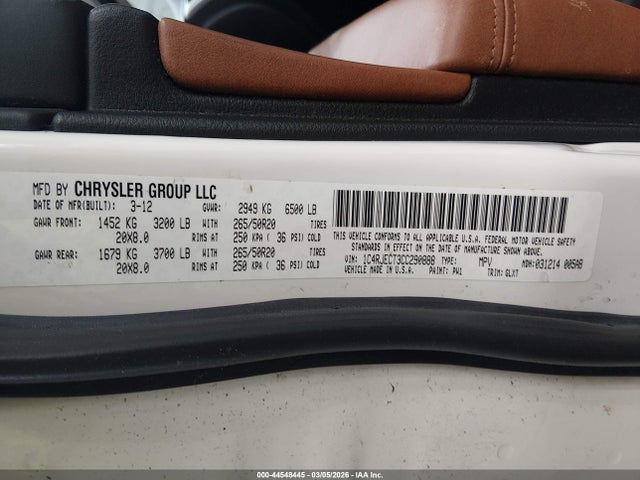 MFD BY CHRYSLER GROUP LLC
DATE OF MFR(BUILT): 3-12 GVWR: 2949 KG 6500 LB
GAWR FRONT: 1452 KG 3200 LB WITH 265/50R20 TIRES
20X8.0 RIMS AT 250 KPA ( 36 PSI) COLD
GAWR REAR: 1679 KG 3700 LB WITH 265/50R20 TIRES
20X8.0 RIMS AT 250 KPA ( 36 PSI) COLD
THIS VEHICLE CONFORMS TO ALL APPLICABLE U.S.A. FEDERAL MOTOR VEHICLE SAFETY
STANDARDS IN EFFECT ON THE DATE OF MANUFACTURE SHOWN ABOVE.
VIN: 1C4RJECT3CC290888 TYPE: MPV MDH: 031214 005AB
VEHICLE MADE IN U.S.A. PAINT: PW1 TRIM: GLXT
000-44548445 - 03/05/2026 - IAAI.COM